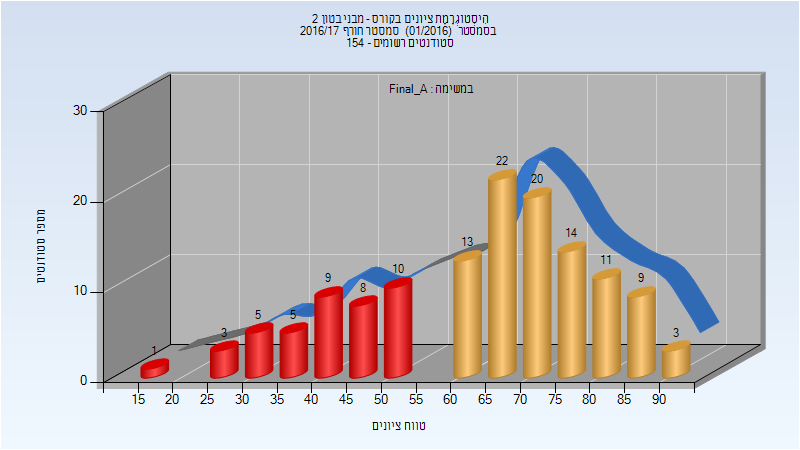 היסטוגרמת ציונים בקורס - מבני בטון 2
בסמסטר (01/2016) סמסטר חורף 2016/17
סטודנטים רשומים - 154
במשימה : Final_A
מספר סטודנטים
30
20
10
0
1
3
5
5
9
8
10
13
22
20
14
11
9
3
15 20 25 30 35 40 45 50 55 60 65 70 75 80 85 90
טווח ציונים